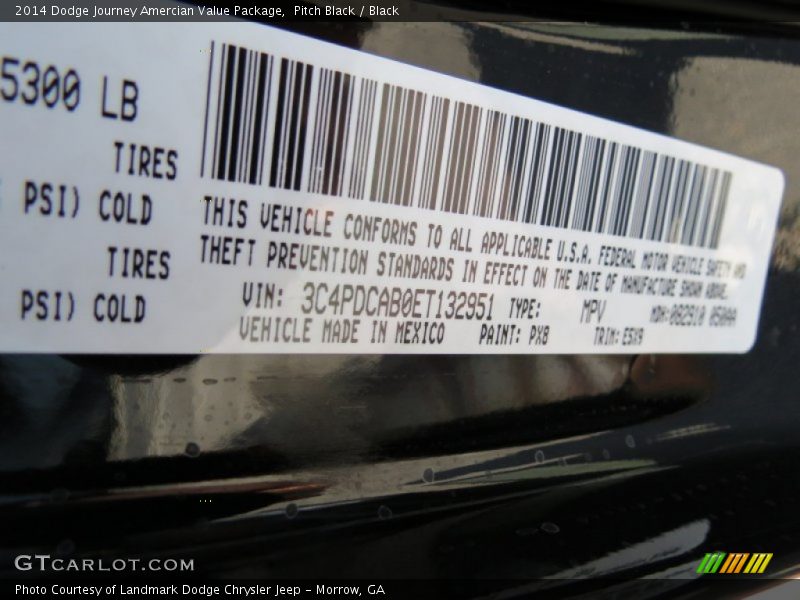 2014 Dodge Journey Amercian Value Package,  Pitch Black / Black
5300 LB
TIRES
PSI) COLD
TIRES
PSI) COLD
THIS VEHICLE CONFORMS TO ALL APPLICABLE U.S.A. FEDERAL MOTOR VEHICLE SAFETY AND
THEFT PREVENTION STANDARDS IN EFFECT ON THE DATE OF MANUFACTURE SHOWN ABOVE.
VIN: 3C4PDCAB0ET132951 TYPE: MPV MDH:
VEHICLE MADE IN MEXICO PAINT: PX8 TRIM:
GTCARLOT.COM
Photo Courtesy of Landmark Dodge Chrysler Jeep - Morrow, GA